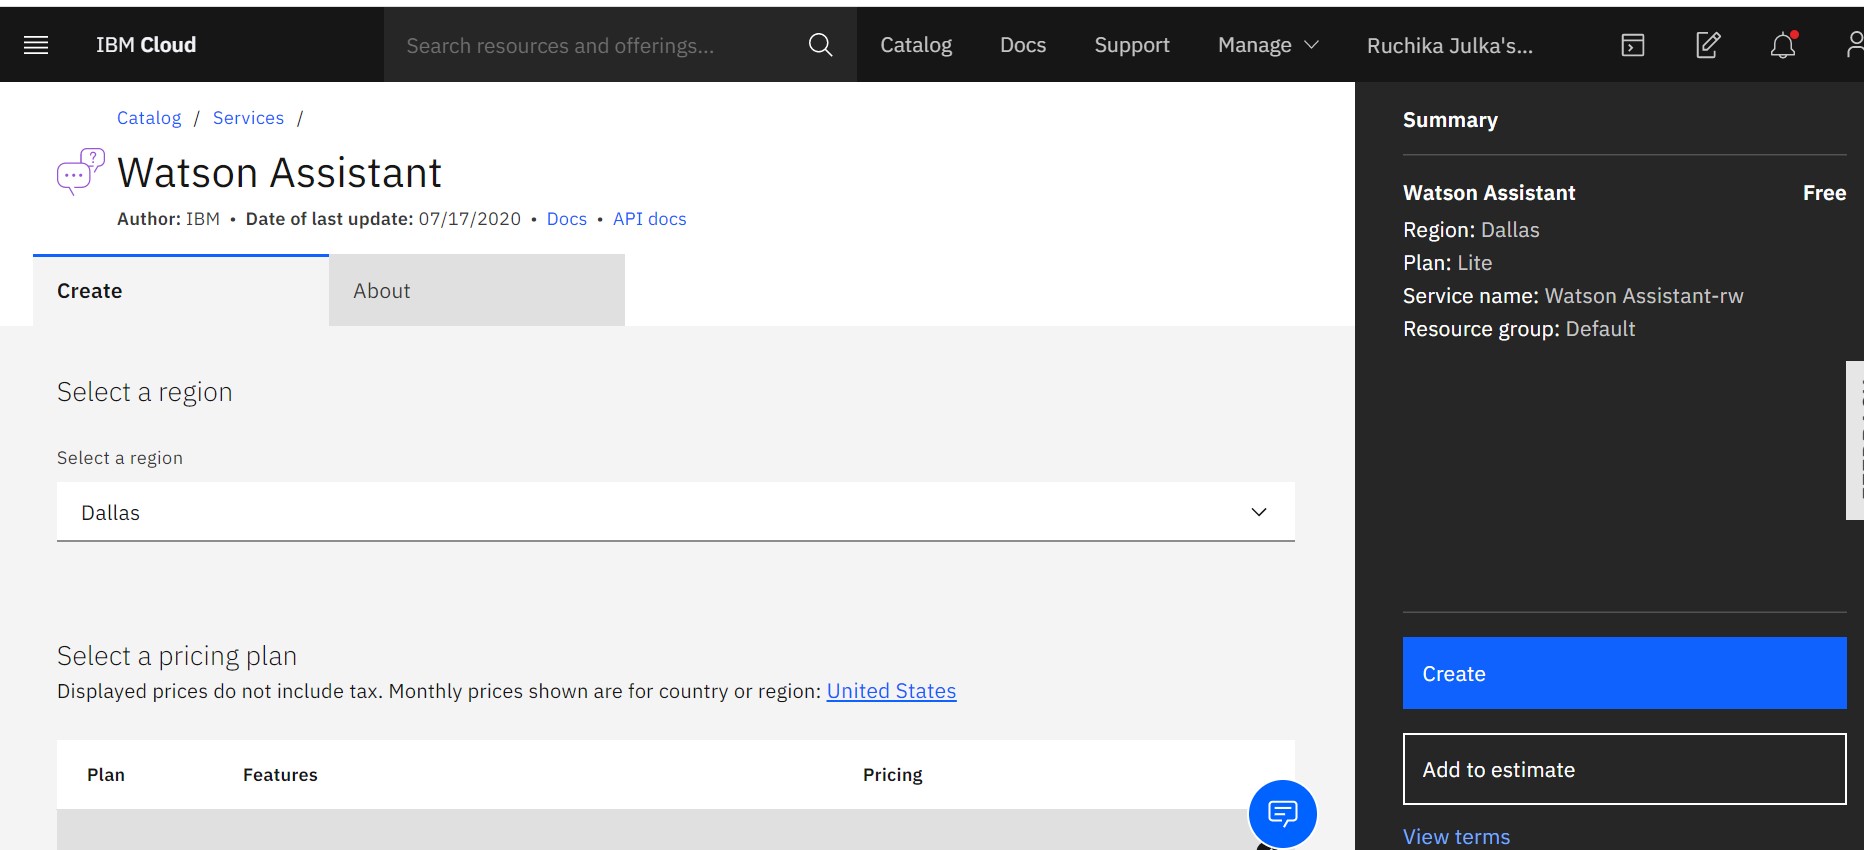 IBM Cloud
Search resources and offerings...
Catalog
Docs
Support
Manage
Ruchika Julka's...
Catalog / Services /
Watson Assistant
Author: IBM • Date of last update: 07/17/2020 • Docs • API docs
Create
About
Select a region
Select a region
Dallas
Select a pricing plan
Displayed prices do not include tax. Monthly prices shown are for country or region: United States
Plan
Features
Pricing
Summary
Watson Assistant Free
Region: Dallas
Plan: Lite
Service name: Watson Assistant-rw
Resource group: Default
Create
Add to estimate
View terms